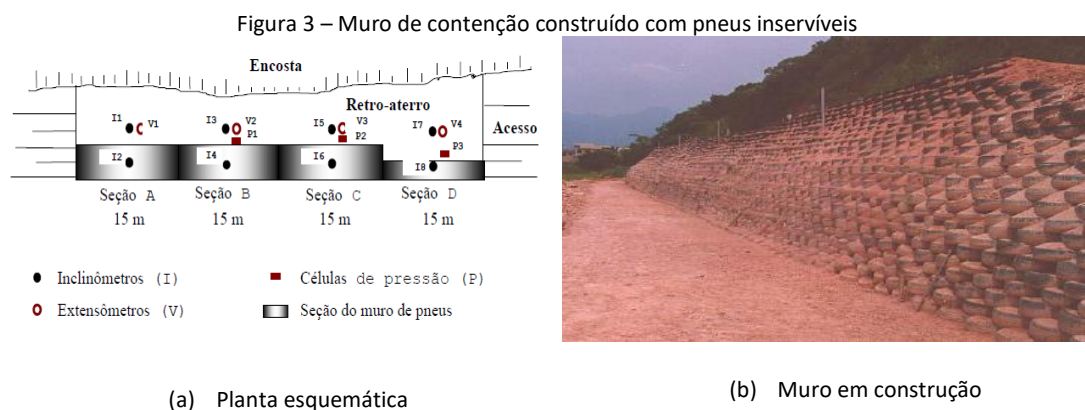 Figura 3 – Muro de contenção construído com pneus inservíveis
Encosta
Retro-aterro
Acesso
I1 V1 I3 V2 I5 V3 I7 V4
P1 P2 P3
I2 I4 I6 I8
Seção A Seção B Seção C Seção D
15 m 15 m 15 m 15 m
Inclinômetros (I) Células de pressão (P)
Extensômetros (V) Seção do muro de pneus
(a) Planta esquemática
(b) Muro em construção